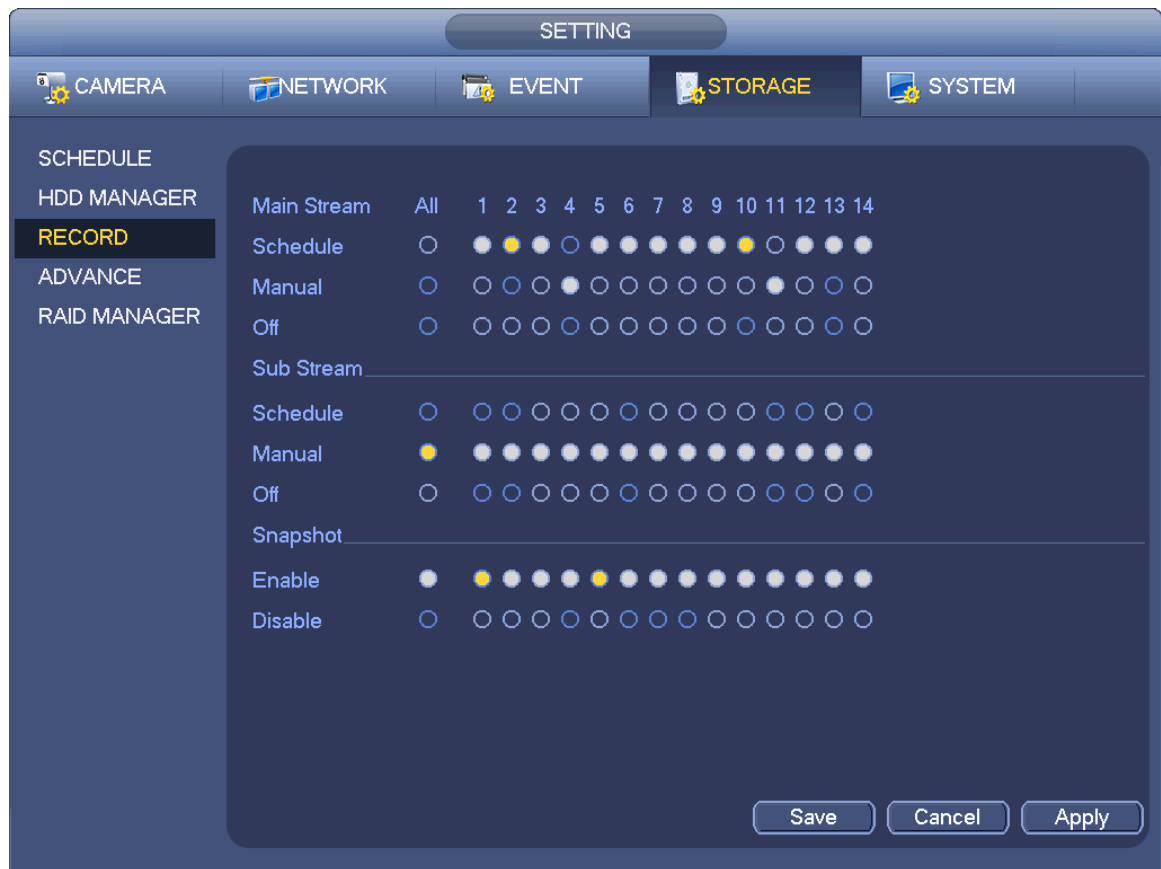 SETTING
CAMERA NETWORK EVENT STORAGE SYSTEM
SCHEDULE
HDD MANAGER
RECORD
ADVANCE
RAID MANAGER
Main Stream All 1 2 3 4 5 6 7 8 9 10 11 12 13 14
Schedule
Manual
Off
Sub Stream
Schedule
Manual
Off
Snapshot
Enable
Disable
Save Cancel Apply